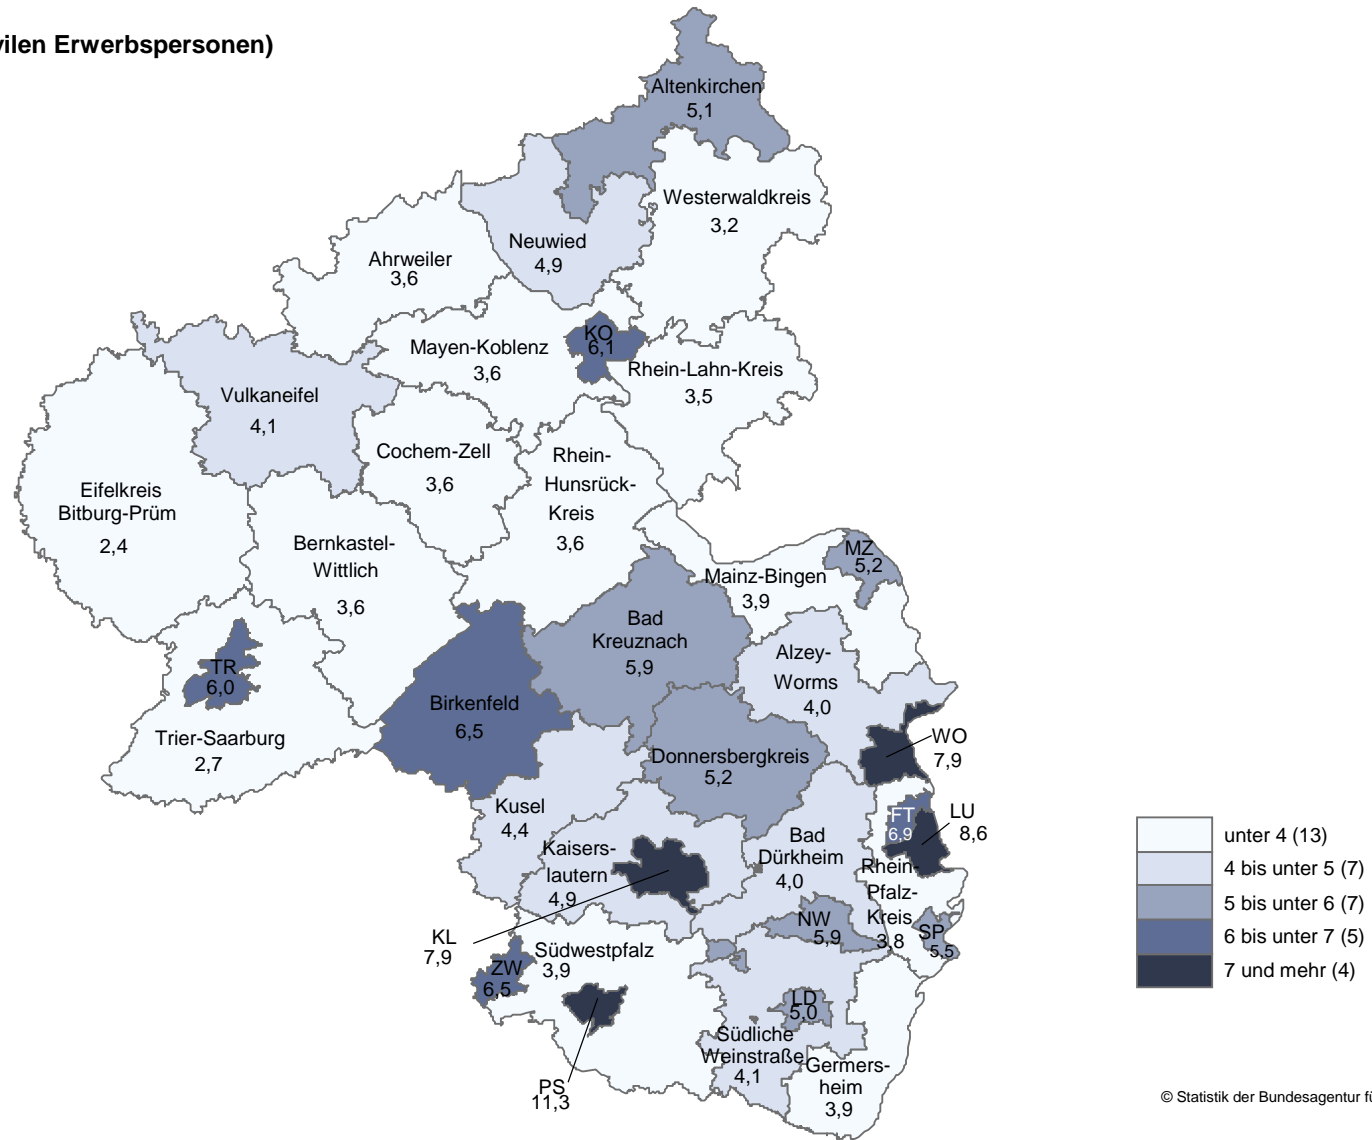 vilen Erwerbspersonen)
Altenkirchen
5,1
Westerwaldkreis
3,2
Neuwied
4,9
Ahrweiler
3,6
KO
6,1
Mayen-Koblenz
3,6
Rhein-Lahn-Kreis
3,5
Vulkaneifel
4,1
Cochem-Zell
3,6
Rhein-
Hunsrück-
Kreis
3,6
Eifelkreis
Bitburg-Prüm
2,4
Bernkastel-
Wittlich
3,6
MZ
5,2
Mainz-Bingen
3,9
Bad
Kreuznach
5,9
Alzey-
Worms
4,0
TR
6,0
Trier-Saarburg
2,7
Birkenfeld
6,5
Donnersbergkreis
5,2
WO
7,9
Kusel
4,4
FT
6,9
LU
8,6
Kaisers-
lautern
4,9
Bad
Dürkheim
4,0
Rhein-
Pfalz-
Kreis
3,8
NW
5,9
SP
5,5
KL
7,9
Südwestpfalz
3,9
ZW
6,5
LD
5,0
Südliche
Weinstraße
4,1
Germers-
heim
3,9
PS
11,3
unter 4 (13)
4 bis unter 5 (7)
5 bis unter 6 (7)
6 bis unter 7 (5)
7 und mehr (4)
© Statistik der Bundesagentur fü